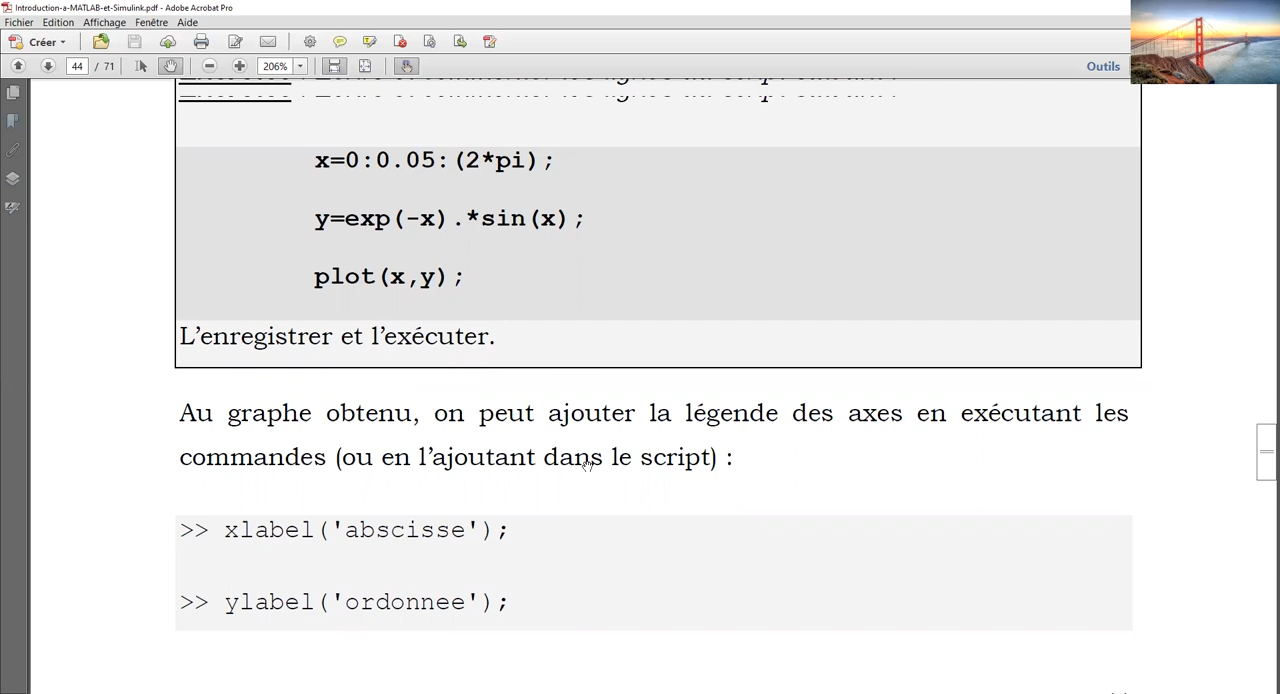 Introduction-a-MATLAB-et-Simulink.pdf - Adobe Acrobat Pro
Fichier Edition Affichage Fenêtre Aide
Créer
44 / 71 206% Outils
x=0:0.05:(2*pi);
y=exp(-x).*sin(x);
plot(x,y);
L'enregistrer et l'exécuter.
Au graphe obtenu, on peut ajouter la légende des axes en exécutant les
commandes (ou en l'ajoutant dans le script) :
>> xlabel('abscisse');
>> ylabel('ordonnee');